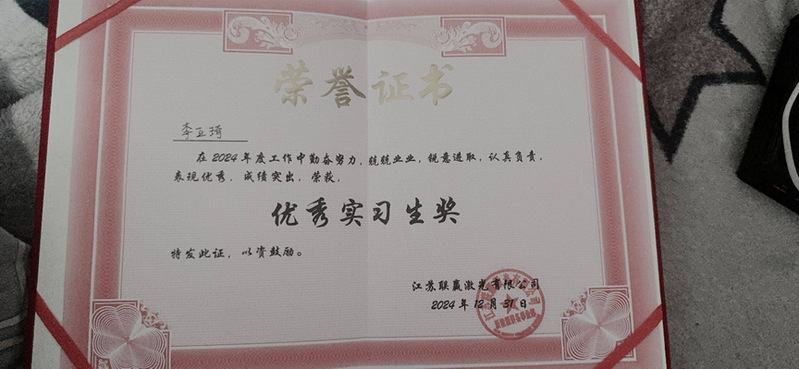 荣誉证书
李亚琦
在2024年度工作中勤奋努力,兢兢业业,锐意进取,认真负责,
表现优秀,成绩突出,荣获,
优秀实习生奖
特发此证,以资鼓励。
江苏联赢激光有限公司
2024年12月31日